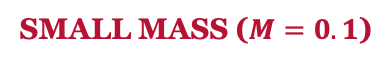 SMALL MASS (M = 0.1)